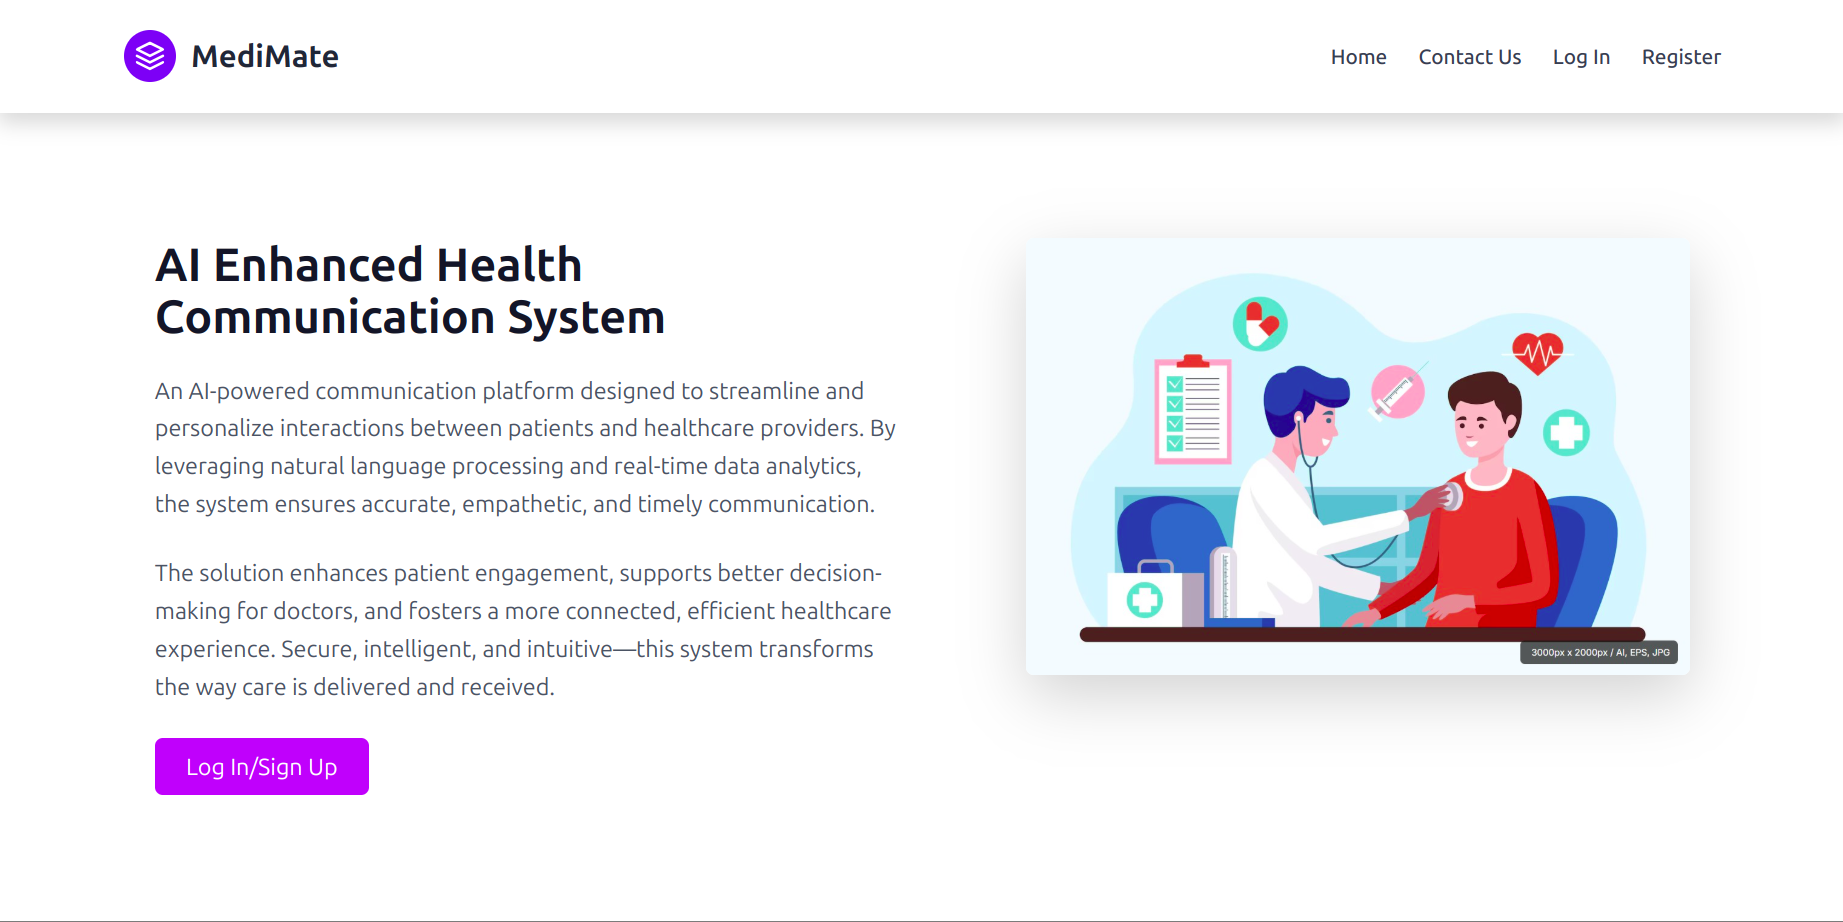 MediMate
Home
Contact Us
Log In
Register
AI Enhanced Health
Communication System
An AI-powered communication platform designed to streamline and
personalize interactions between patients and healthcare providers. By
leveraging natural language processing and real-time data analytics,
the system ensures accurate, empathetic, and timely communication.
The solution enhances patient engagement, supports better decision-
making for doctors, and fosters a more connected, efficient healthcare
experience. Secure, intelligent, and intuitive—this system transforms
the way care is delivered and received.
Log In/Sign Up
3000px x 2000px / AI, EPS, JPG